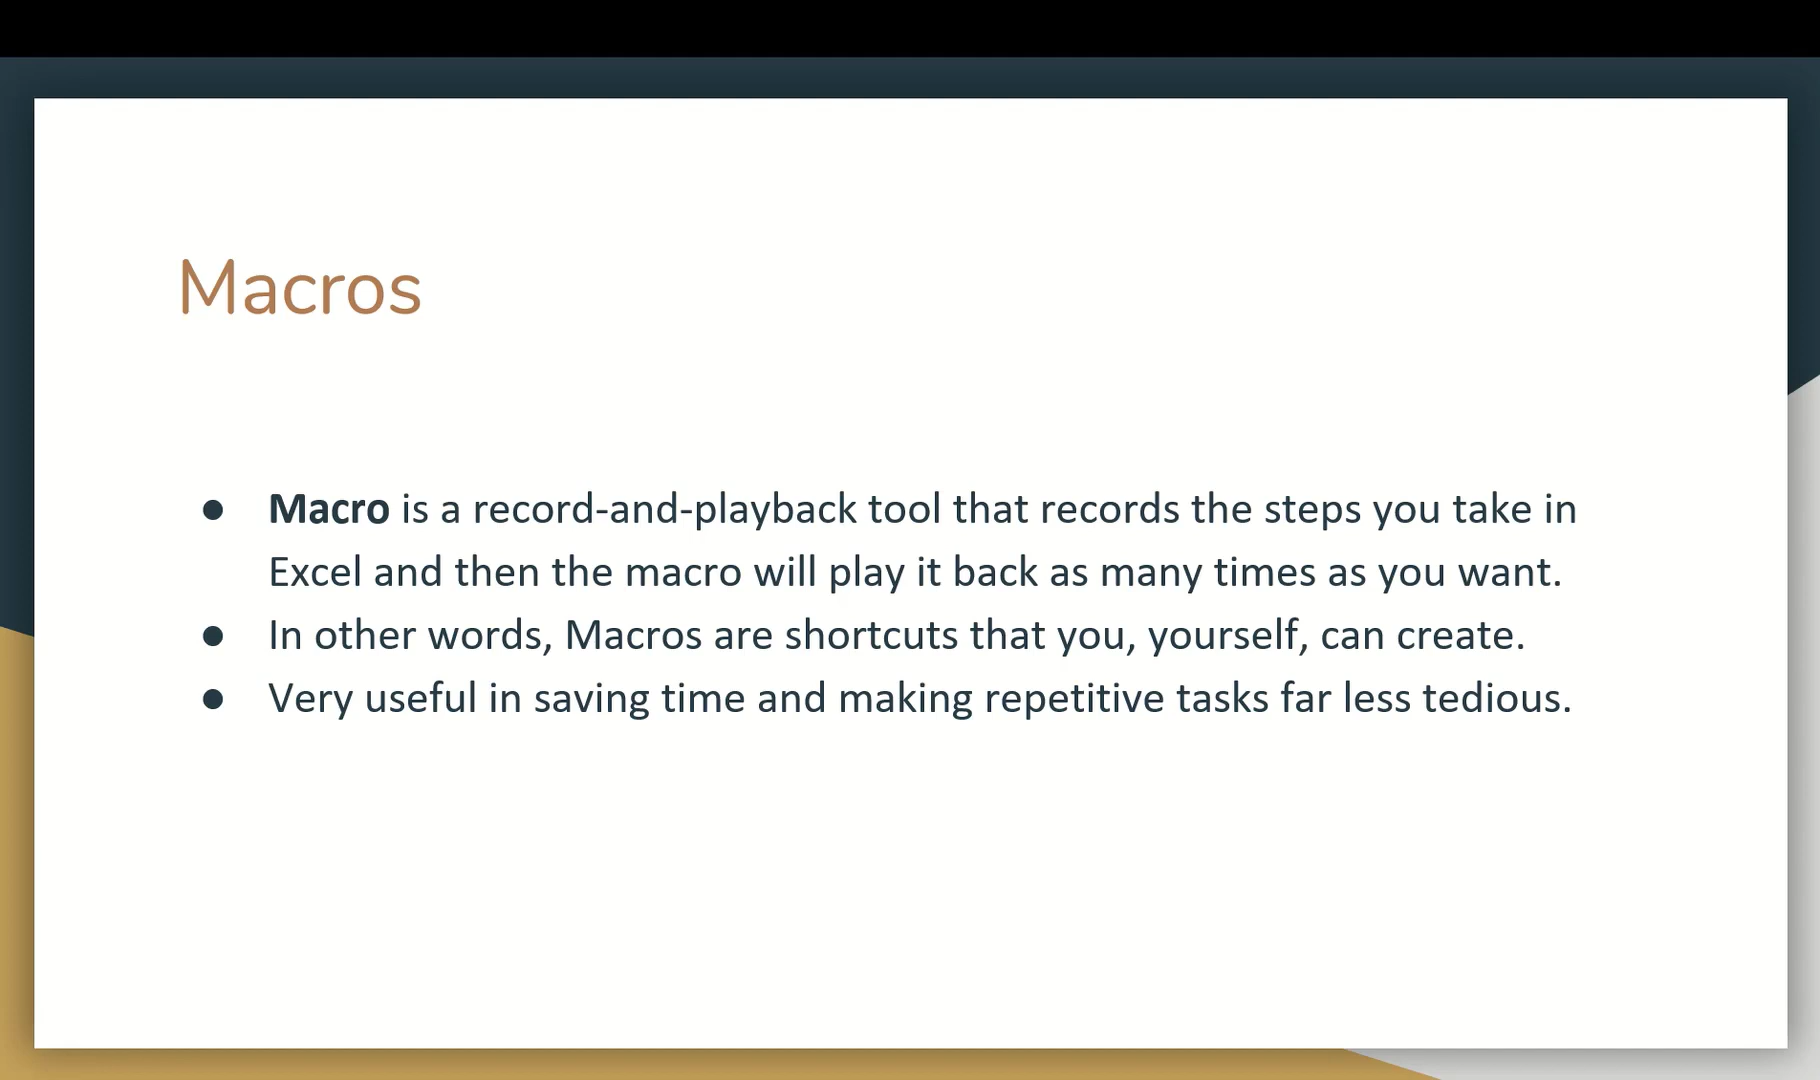 Macros
● Macro is a record-and-playback tool that records the steps you take in
Excel and then the macro will play it back as many times as you want.
● In other words, Macros are shortcuts that you, yourself, can create.
● Very useful in saving time and making repetitive tasks far less tedious.